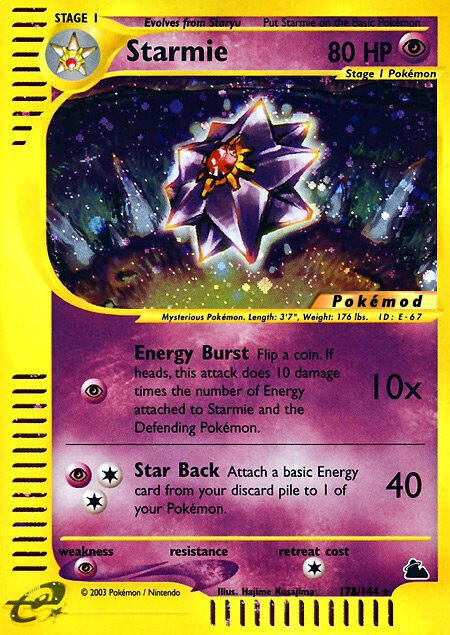 STAGE 1
Evolves from Staryu
Put Starmie on the Basic Pokémon
Starmie
80 HP
Stage 1 Pokémon
Pokémod
Mysterious Pokémon. Length: 3'7", Weight: 176 lbs. ID: E-67
Energy Burst Flip a coin. If
heads, this attack does 10 damage
times the number of Energy
attached to Starmie and the
Defending Pokémon.
10x
Star Back Attach a basic Energy
card from your discard pile to 1 of
your Pokémon.
40
weakness
resistance
retreat cost
© 2003 Pokémon / Nintendo
Illus. Hajime Kusajima
178/144 ★
e